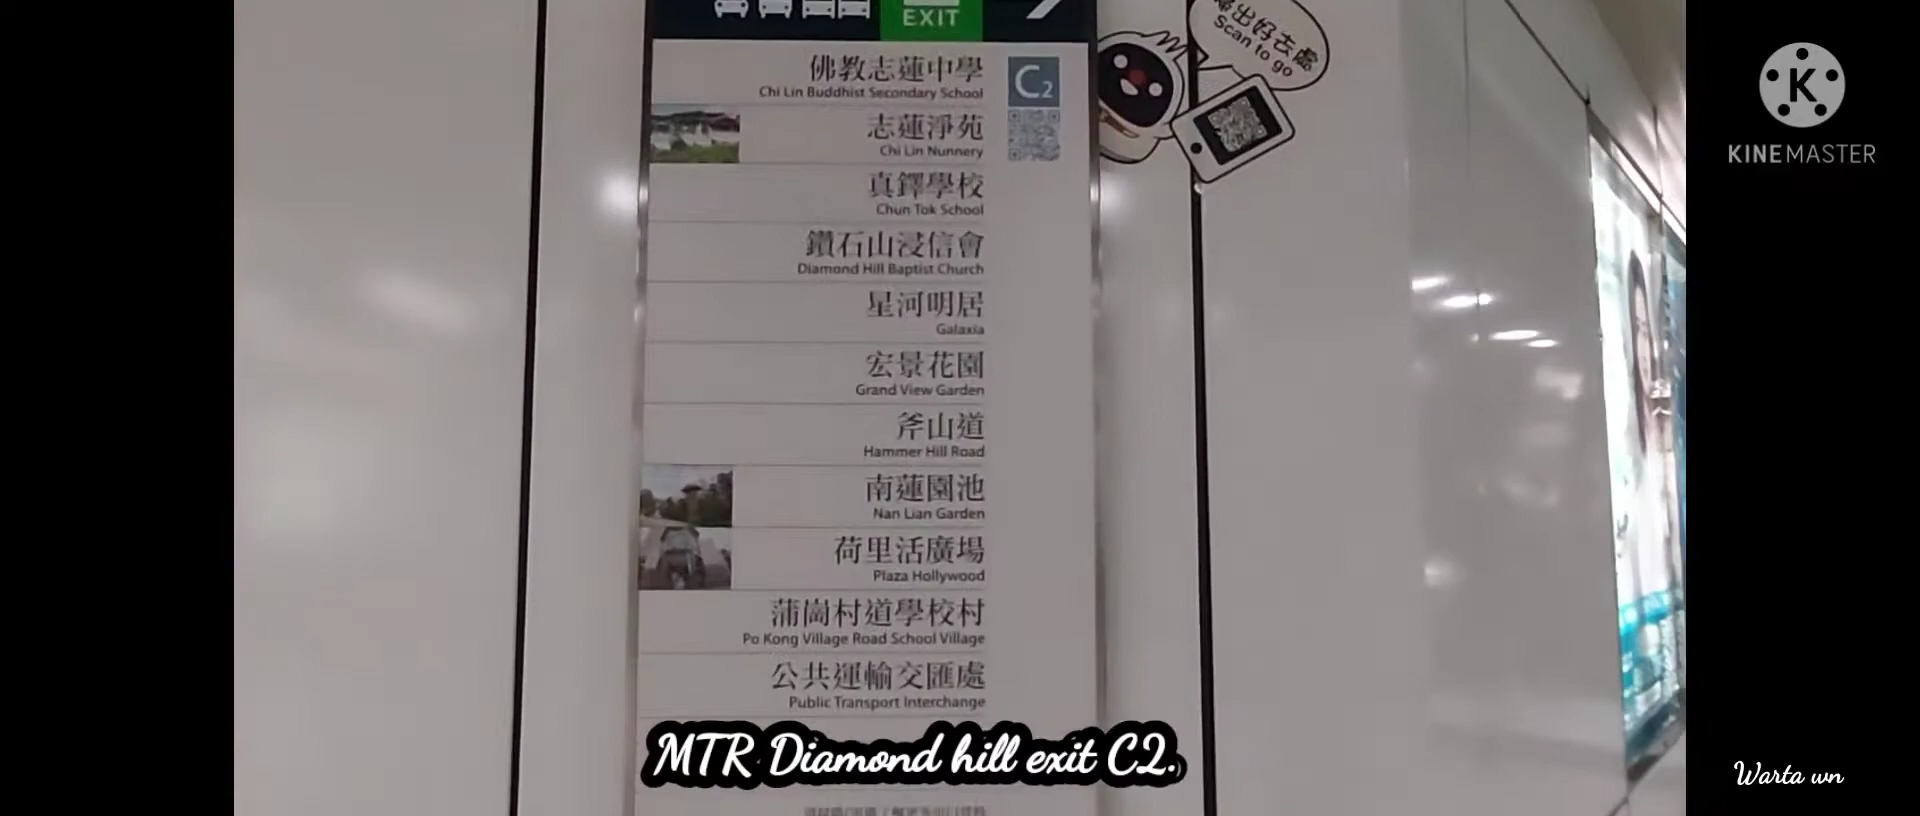 EXIT
佛教志蓮中學
Chi Lin Buddhist Secondary School
C2
志蓮淨苑
Chi Lin Nunnery
真鐸學校
Chun Tok School
鑽石山浸信會
Diamond Hill Baptist Church
星河明居
Galaxia
宏景花園
Grand View Garden
斧山道
Hammer Hill Road
南蓮園池
Nan Lian Garden
荷里活廣場
Plaza Hollywood
蒲崗村道學校村
Po Kong Village Road School Village
公共運輸交匯處
Public Transport Interchange
出好去處
Scan to go
K
KINEMASTER
MTR Diamond hill exit C2.
Warta wn